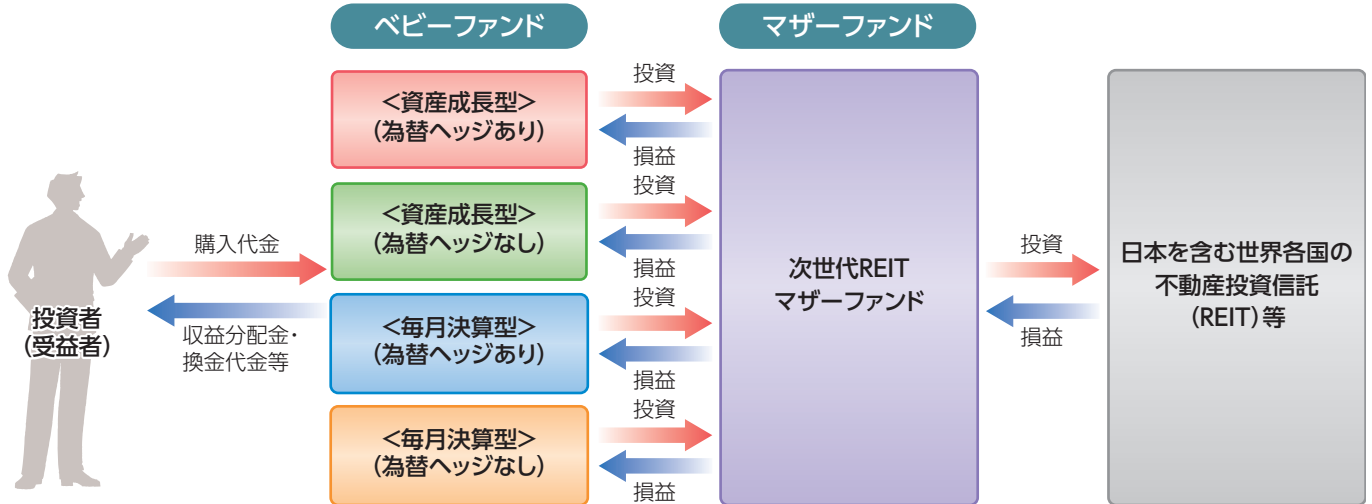 ベビーファンド
マザーファンド
<資産成長型>
(為替ヘッジあり)
投資
損益
<資産成長型>
(為替ヘッジなし)
投資
損益
<毎月決算型>
(為替ヘッジあり)
投資
損益
<毎月決算型>
(為替ヘッジなし)
投資
損益
投資者
(受益者)
購入代金
収益分配金・
換金代金等
次世代REIT
マザーファンド
投資
損益
日本を含む世界各国の
不動産投資信託
(REIT)等